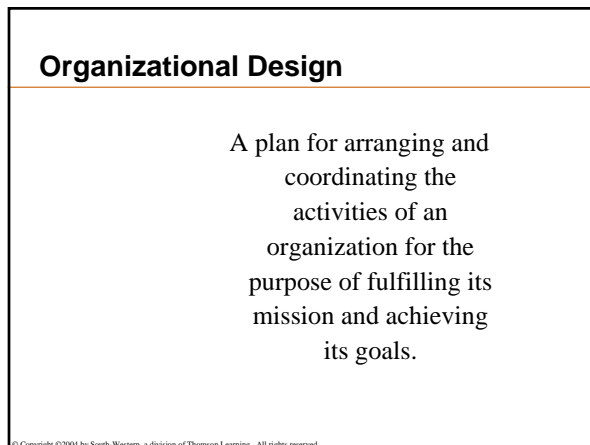 Organizational Design
A plan for arranging and
coordinating the
activities of an
organization for the
purpose of fulfilling its
mission and achieving
its goals.
© Copyright ©2004 by South-Western, a division of Thomson Learning. All rights reserved.